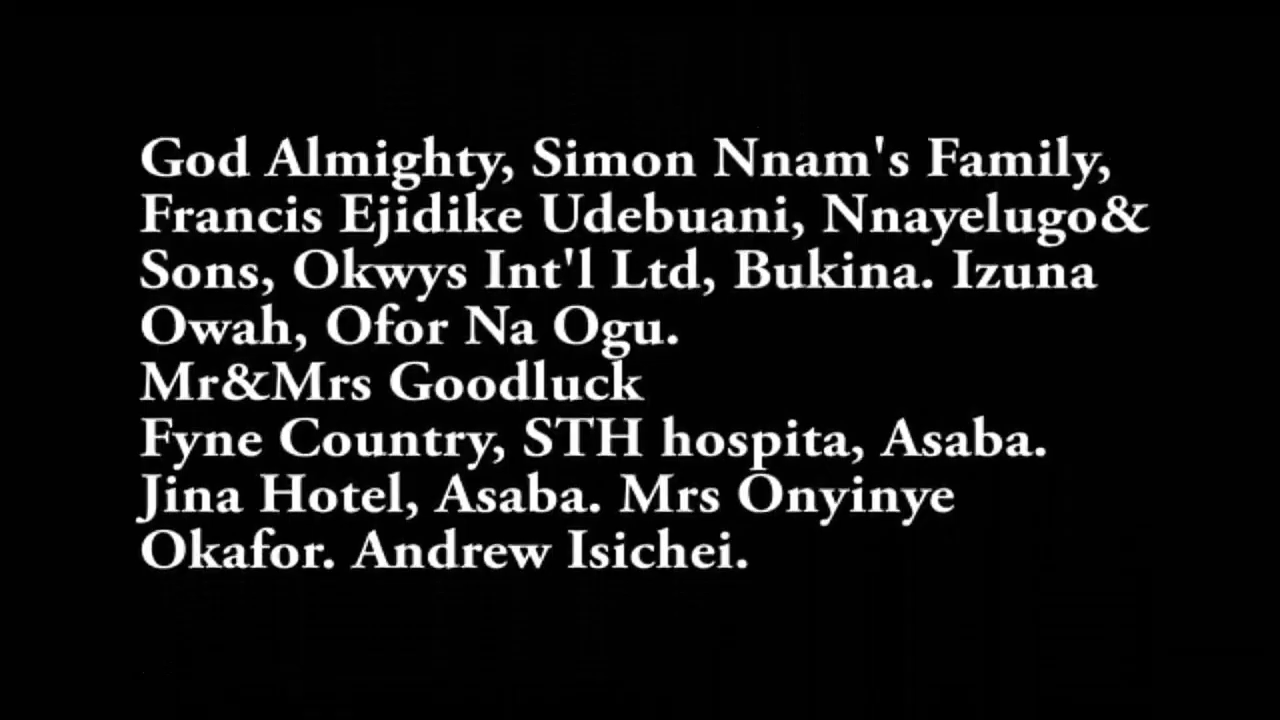 God Almighty, Simon Nnam's Family,
Francis Ejidike Udebuani, Nnayelugo&
Sons, Okwys Int'l Ltd, Bukina. Izuna
Owah, Ofor Na Ogu.
Mr&Mrs Goodluck
Fyne Country, STH hospita, Asaba.
Jina Hotel, Asaba. Mrs Onyinye
Okafor. Andrew Isichei.